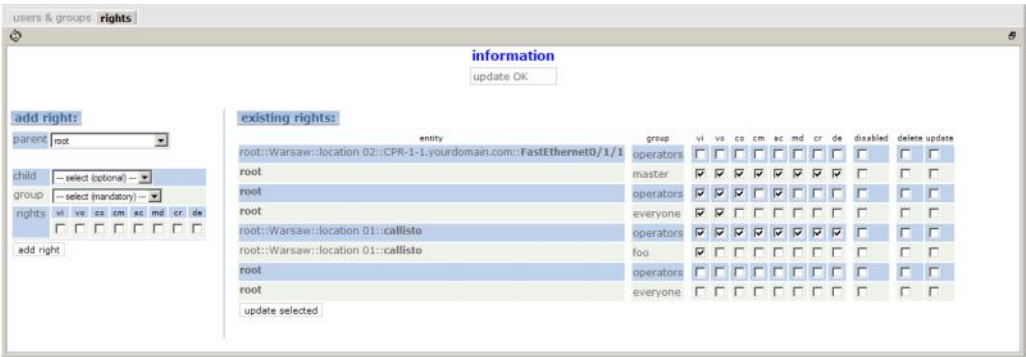 users & groups rights
information
update OK
add right:
parent root
child -- select (optional) --
group -- select (mandatory) --
rights vi vo co cm ac md cr de
add right
existing rights:
entity group vi vo co cm ac md cr de disabled delete update
root::Warsaw::location 02::CPR-1-1.yourdomain.com::FastEthernet0/1/1 operators
root master
root operators
root everyone
root::Warsaw::location 01::callisto operators
root::Warsaw::location 01::callisto foo
root operators
root everyone
update selected